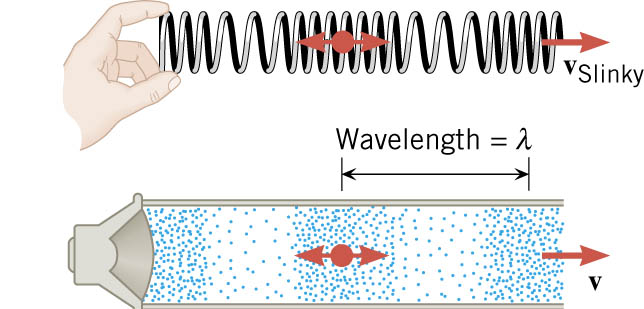 vSlinky
Wavelength = λ
v